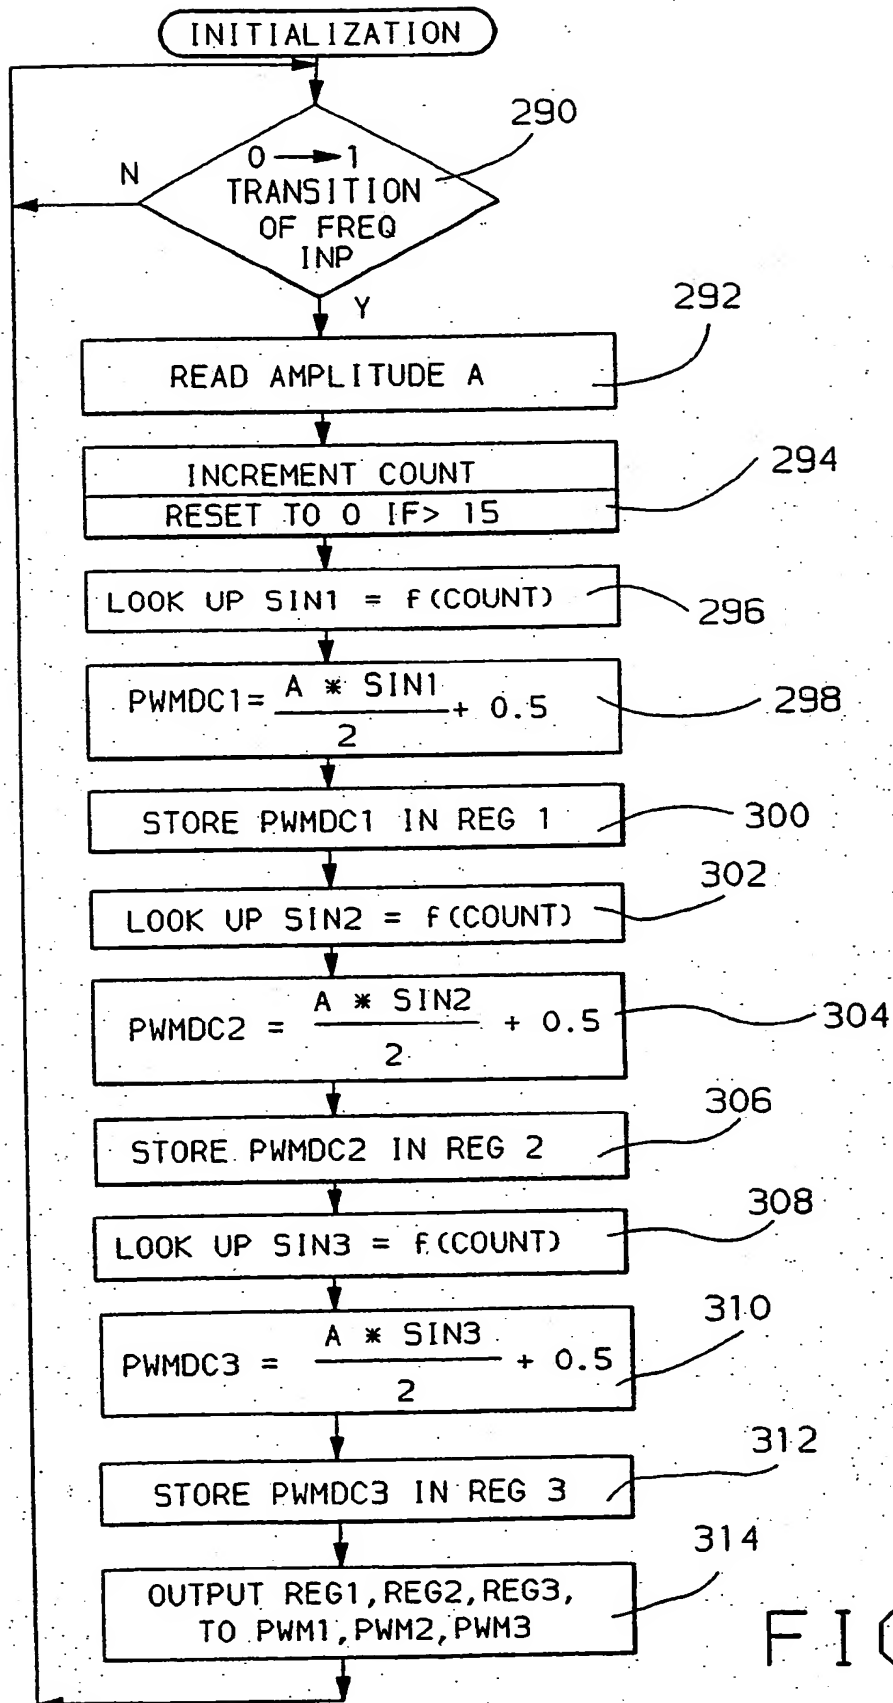 INITIALIZATION
290
N
0 → 1
TRANSITION
OF FREQ
INP
Y
292
READ AMPLITUDE A
INCREMENT COUNT
294
RESET TO 0 IF> 15
LOOK UP SIN1 = f(COUNT)
296
PWMDC1= A * SIN1 / 2 + 0.5
298
STORE PWMDC1 IN REG 1
300
302
LOOK UP SIN2 = f(COUNT)
PWMDC2 = A * SIN2 / 2 + 0.5
304
306
STORE PWMDC2 IN REG 2
308
LOOK UP SIN3 = f(COUNT)
310
PWMDC3 = A * SIN3 / 2 + 0.5
312
STORE PWMDC3 IN REG 3
314
OUTPUT REG1,REG2,REG3,
TO PWM1,PWM2,PWM3